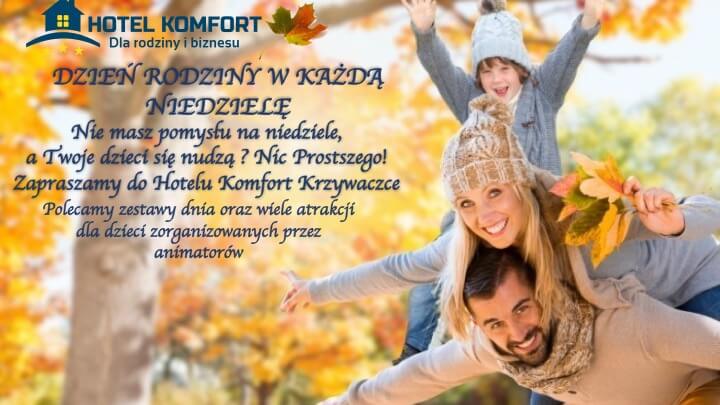 HOTEL KOMFORT
Dla rodziny i biznesu
DZIEŃ RODZINY W KAŻDĄ
NIEDZIELĘ
Nie masz pomysłu na niedziele,
a Twoje dzieci się nudzą ? Nic Prostszego!
Zapraszamy do Hotelu Komfort Krzywaczce
Polecamy zestawy dnia oraz wiele atrakcji
dla dzieci zorganizowanych przez
animatorów